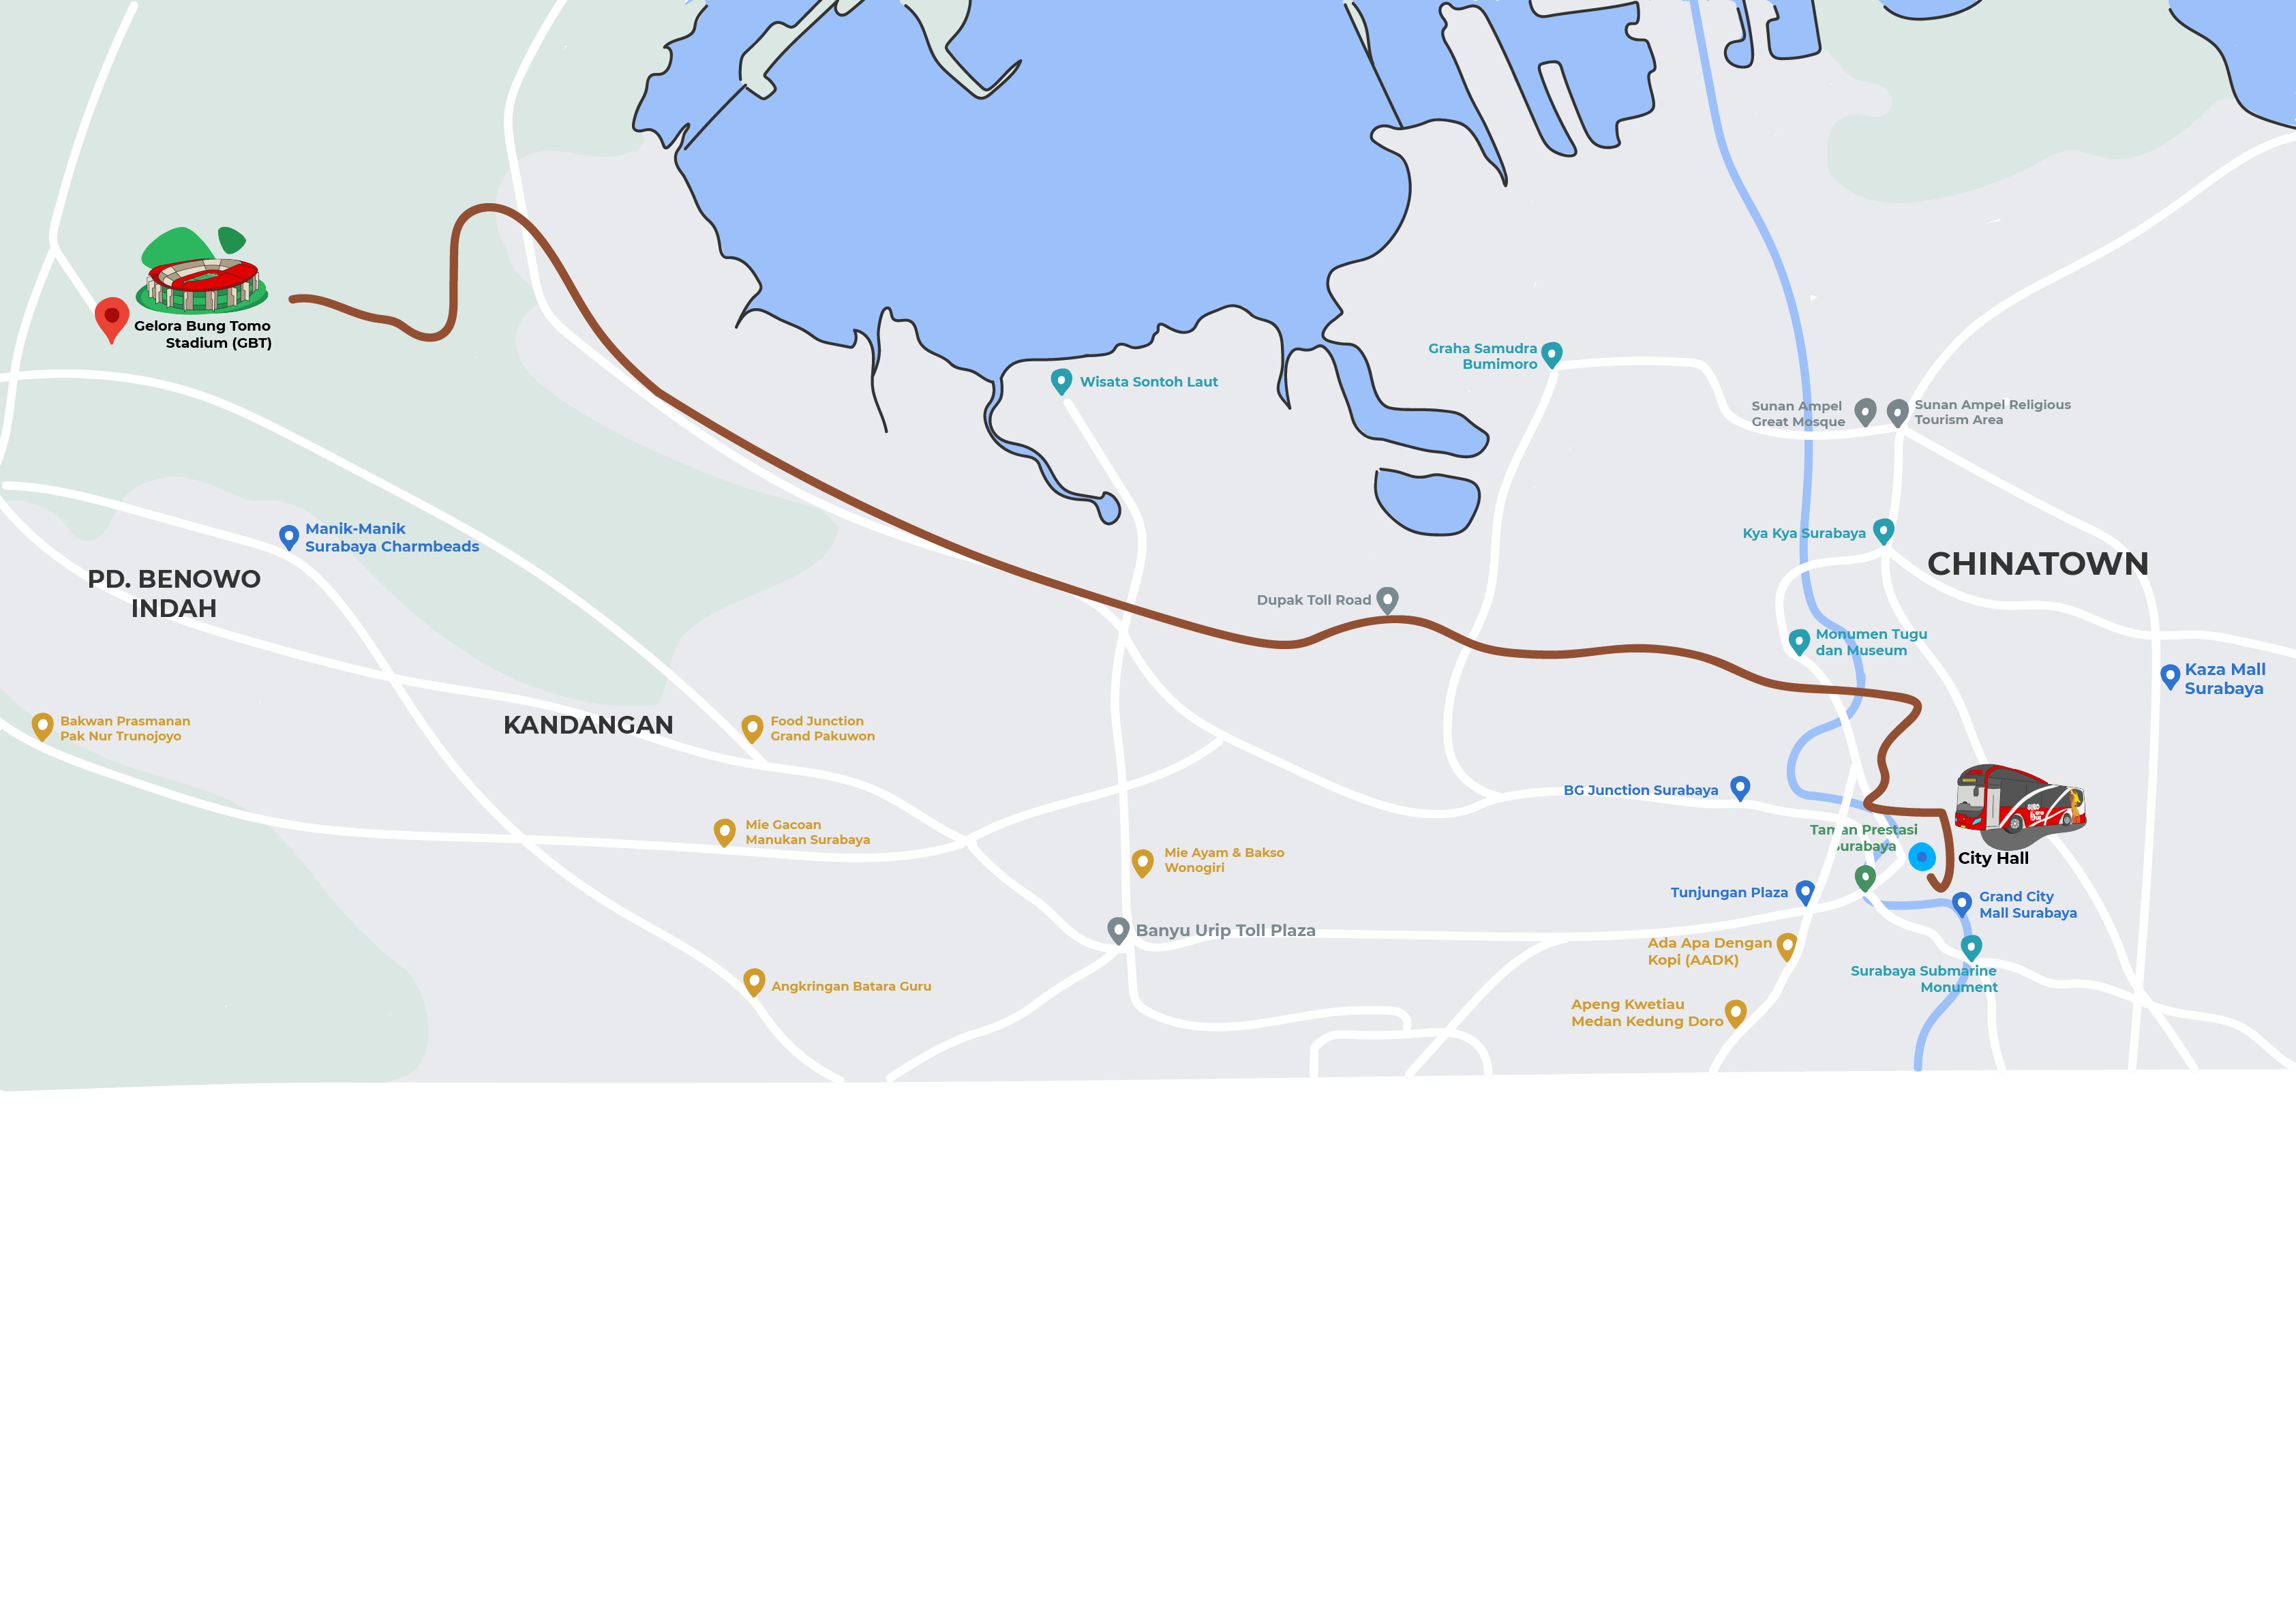 Gelora Bung Tomo
Stadium (GBT)
Wisata Sontoh Laut
Graha Samudra
Bumimoro
Sunan Ampel
Great Mosque
Sunan Ampel Religious
Tourism Area
Manik-Manik
Surabaya Charmbeads
Kya Kya Surabaya
CHINATOWN
PD. BENOWO
INDAH
Dupak Toll Road
Monumen Tugu
dan Museum
Kaza Mall
Surabaya
Bakwan Prasmanan
Pak Nur Trunojoyo
KANDANGAN
Food Junction
Grand Pakuwon
BG Junction Surabaya
Mie Gacoan
Manukan Surabaya
Taman Prestasi
Surabaya
Mie Ayam & Bakso
Wonogiri
City Hall
Tunjungan Plaza
Grand City
Mall Surabaya
Banyu Urip Toll Plaza
Ada Apa Dengan
Kopi (AADK)
Surabaya Submarine
Monument
Angkringan Batara Guru
Apeng Kwetiau
Medan Kedung Doro